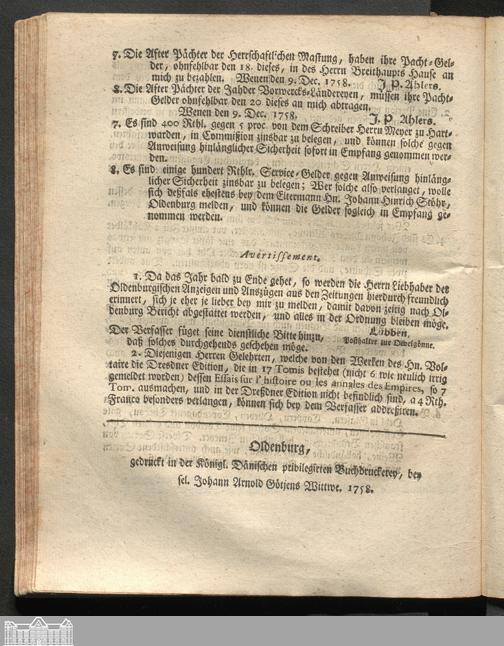 7. Die After Pächter der Herrschaftlichen Mastung, haben ihre Pacht-Gel-
der, ohnfehlbar den 18. dieses, in des Herrn Breithaupts Hause an
mich zu bezahlen. Wenen den 9. Dec. 1758. J. P. Ahlers.
8. Die After Pächter der Jahder Vorwercks-Ländereyen, müssen ihre Pacht-
Gelder ohnfehlbar den 20 dieses an mich abtragen.
Wenen den 9. Dec. 1758. J. P. Ahlers.
7. Es sind 400 Rthl. gegen 5 proc. von dem Schreiber Herrn Meyer zu Hart-
warden, in Commißion zinsbar zu belegen, und können solche gegen
Anweisung hinlänglicher Sicherheit sofort in Empfang genommen wer-
den.
8. Es sind einige hundert Rthlr. Service-Gelder gegen Anweisung hinläng-
licher Sicherheit zinsbar zu belegen; Wer solche also verlanget, wolle
sich deßfals ehestens bey dem Eltermann Hn. Johann Hinrich Stöhr,
Oldenburg melden, und können die Gelder sogleich in Empfang ge-
nommen werden.
Avertissement.
1. Da das Jahr bald zu Ende gehet, so werden die Herrn Liebhaber des
Oldenburgischen Anzeigen und Auszügen aus den Zeitungen hierdurch freundlich
erinnert, sich je eher je lieber bey mir zu melden, damit davon zeitig nach Ol-
denburg Bericht abgestattet werden, und alles in der Ordnung bleiben möge.
Lübben,
Der Verfasser füget seine dienstliche Bitte hinzu, Posthalter zur Ovelgönne.
daß solches durchgehends geschehen möge.
2. Diejenigen Herren Gelehrten, welche von den Werken des Hn. Vol-
taire die Dresdner Edition, die in 17 Tomis bestehet (nicht 6 wie neulich irrig
gemeldet worden) dessen Essais sur l'histoire ou les annales des Empires, so 7
Tom. ausmachen, und in der Dreßdner Edition nicht befindlich sind, a 4 Rth.
Franco besonders verlangen, können sich bey dem Verfasser addreßiren.
Oldenburg,
gedruckt in der Königl. Dänischen privilegirten Buchdruckerey, bey
sel. Johann Arnold Götjens Wittwe. 1758.